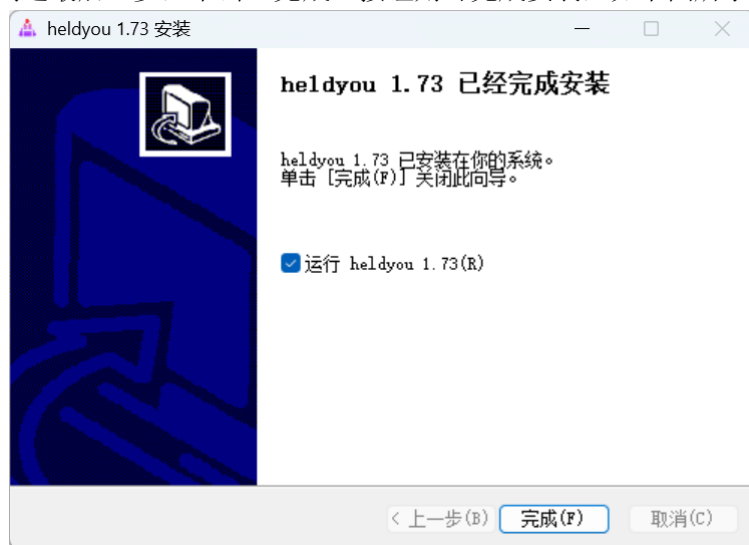 heldyou 1.73 安装
heldyou 1.73 已经完成安装
heldyou 1.73 已安装在你的系统。
单击 [完成(F)] 关闭此向导。
运行 heldyou 1.73(R)
< 上一步(B) 完成(F) 取消(C)